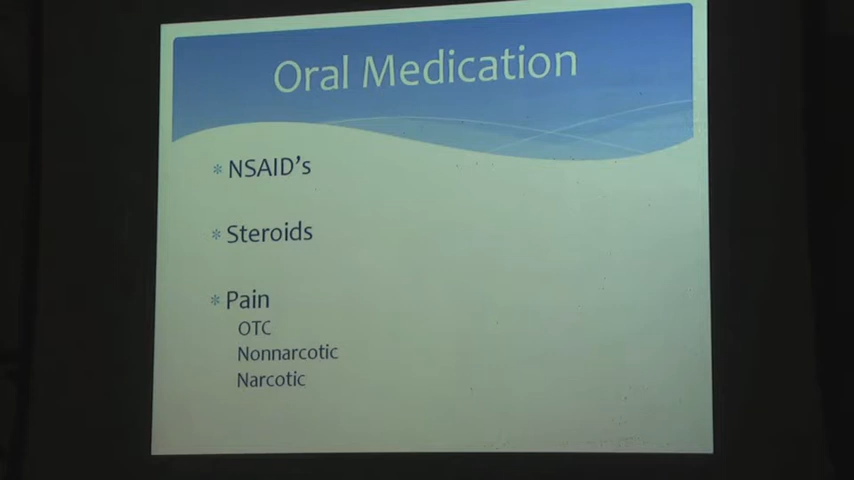 Oral Medication
* NSAID's
* Steroids
* Pain
OTC
Nonnarcotic
Narcotic